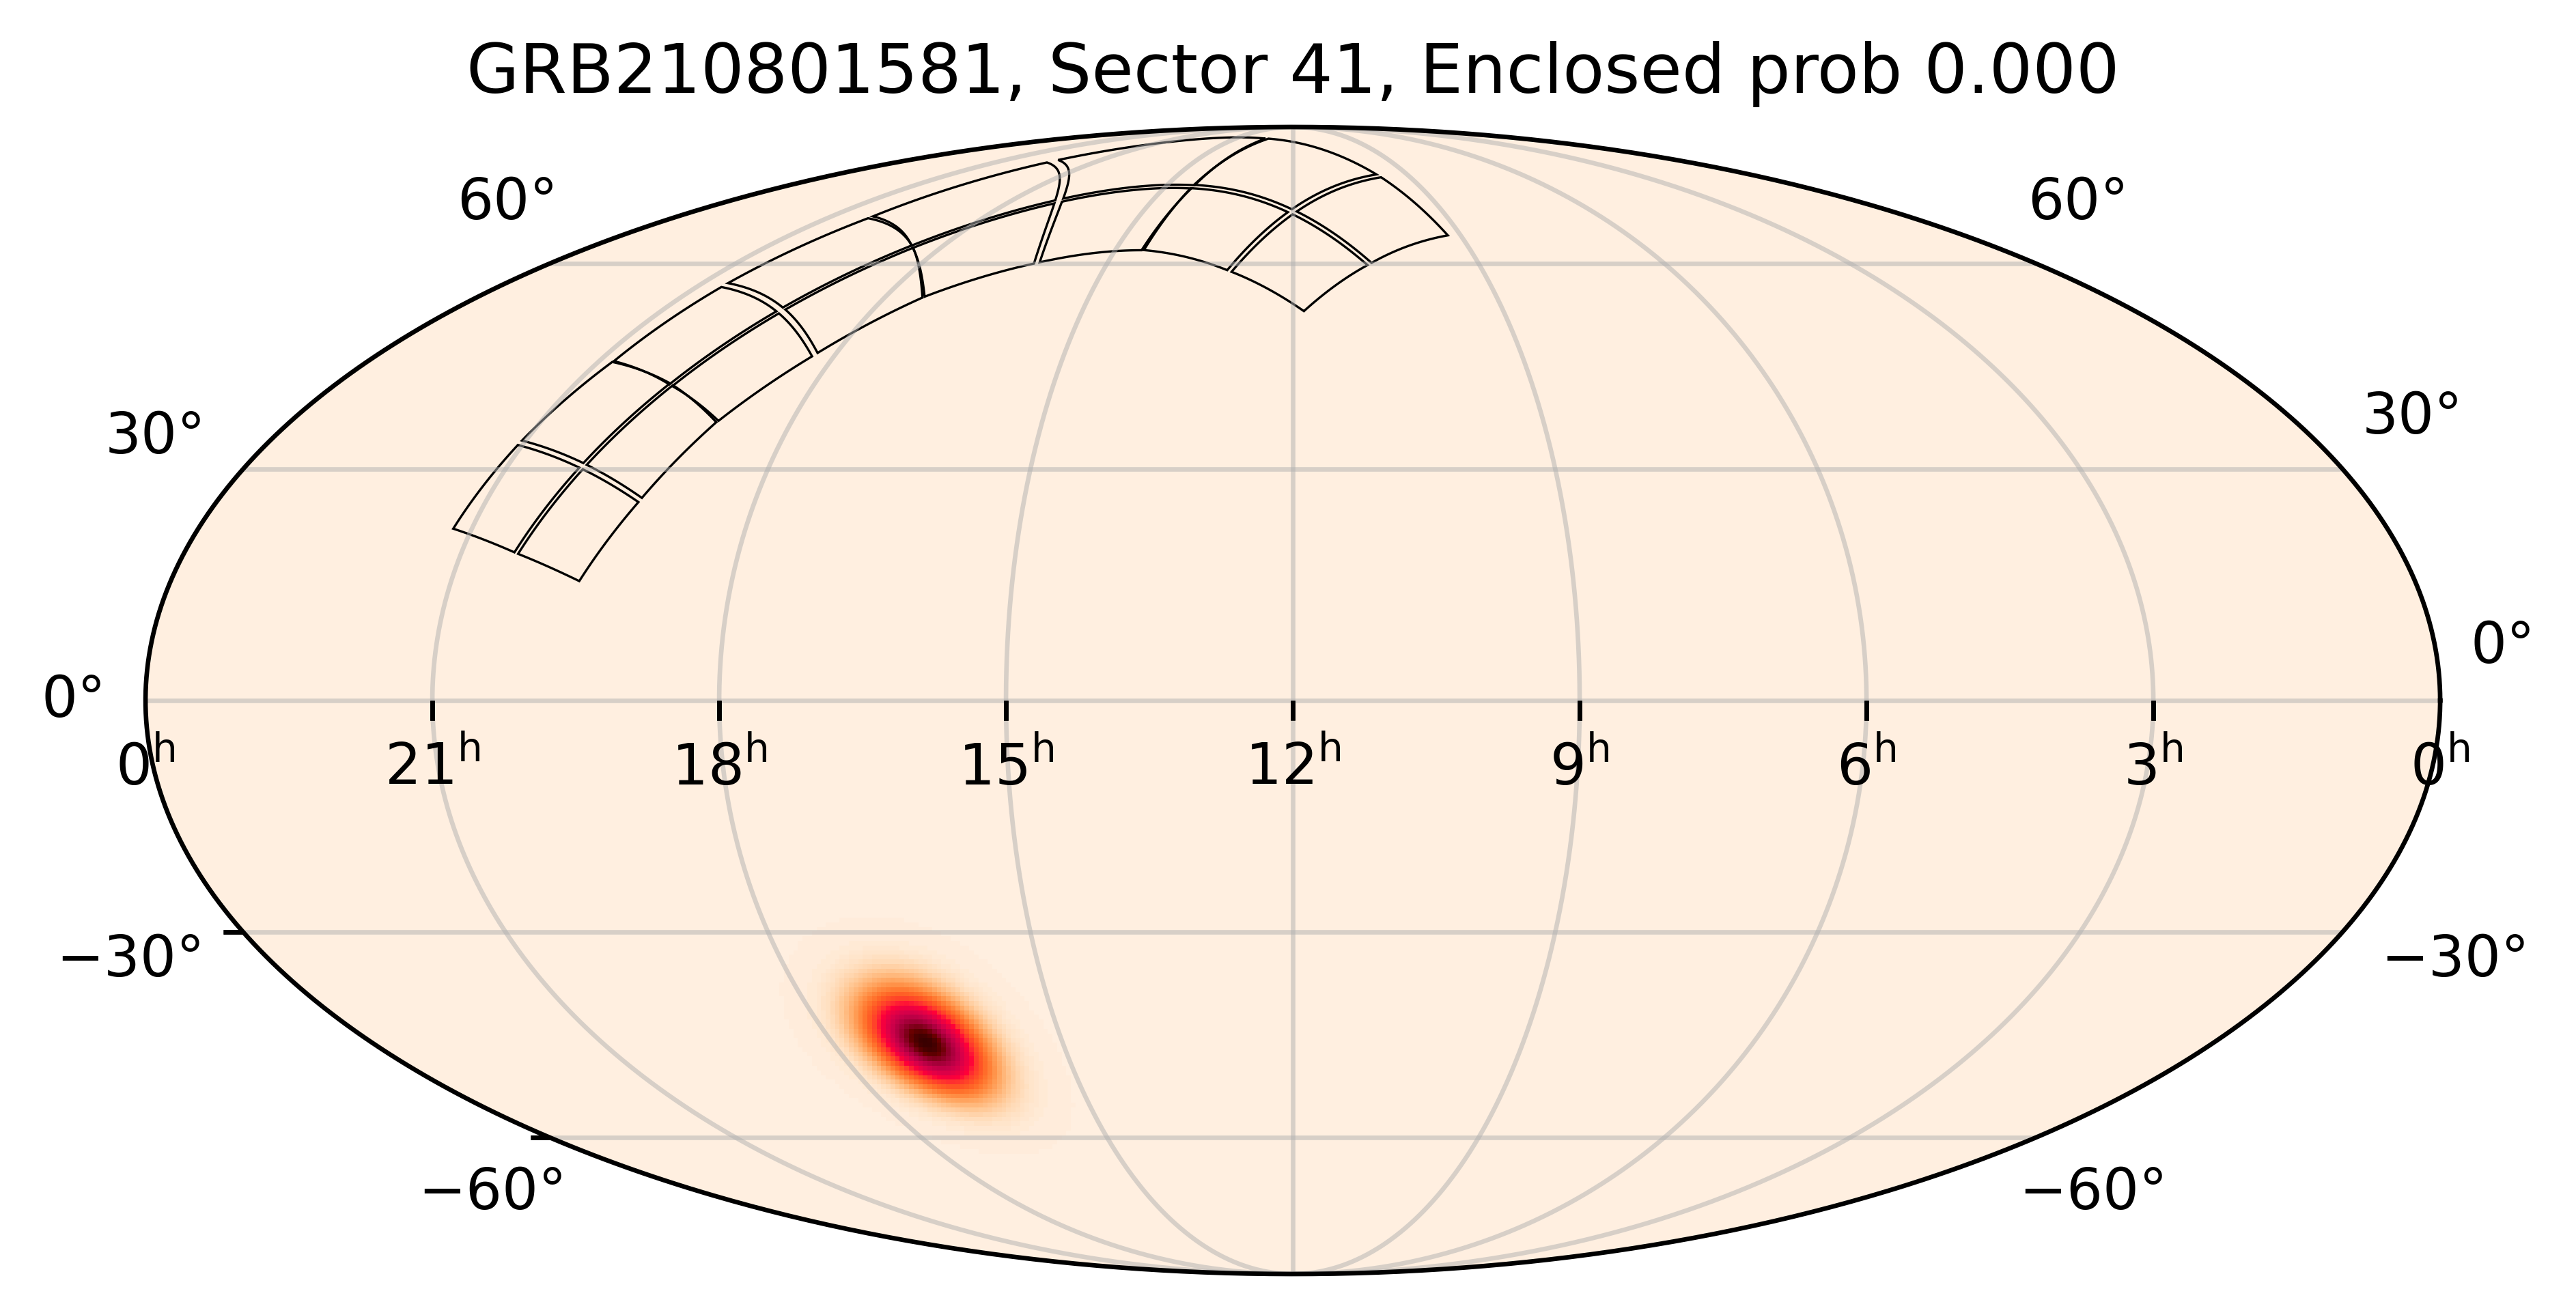 GRB210801581, Sector 41, Enclosed prob 0.000
60° 60°
30° 30°
0° 0°
0ʰ 21ʰ 18ʰ 15ʰ 12ʰ 9ʰ 6ʰ 3ʰ 0ʰ
−30° −30°
−60° −60°